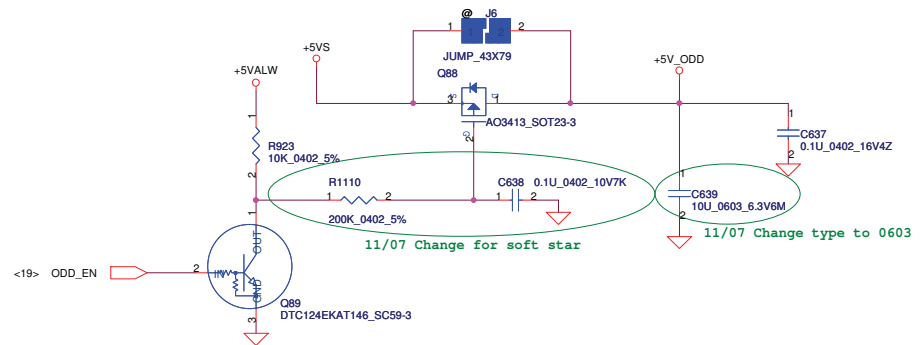 @ J6
1 1 2 2
JUMP_43X79
+5VS
+5VALW
Q88
3 S D 1
G 2
AO3413_SOT23-3
+5V_ODD
1
C637
0.1U_0402_16V4Z
2
1
R923
10K_0402_5%
2
R1110
1 2
200K_0402_5%
C638 0.1U_0402_10V7K
1 2
1
C639
10U_0603_6.3V6M
2
11/07 Change for soft star
11/07 Change type to 0603
1
OUT
<19> ODD_EN
2
IN
GND
3
Q89
DTC124EKAT146_SC59-3